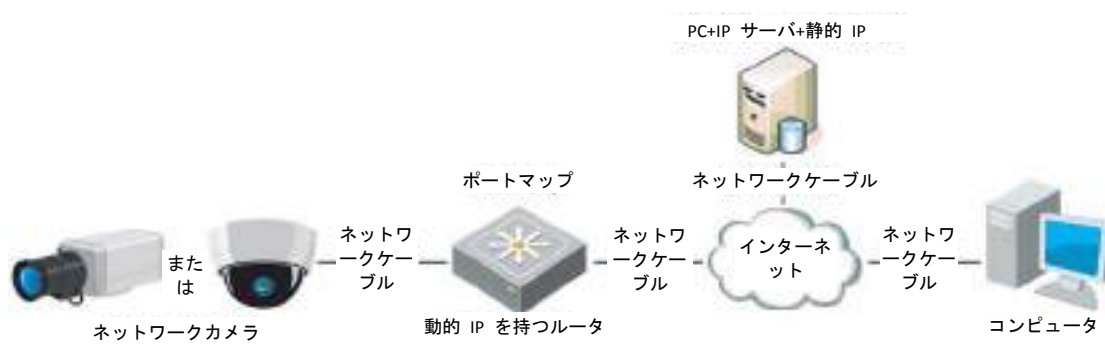 PC+IP サーバ+静的 IP
ポートマップ
ネットワークケーブル
ネットワ
ークケー
ブル
ネットワ
ークケー
ブル
インターネ
ット
ネットワ
ークケー
ブル
また
は
ネットワークカメラ
動的 IP を持つルータ
コンピュータ